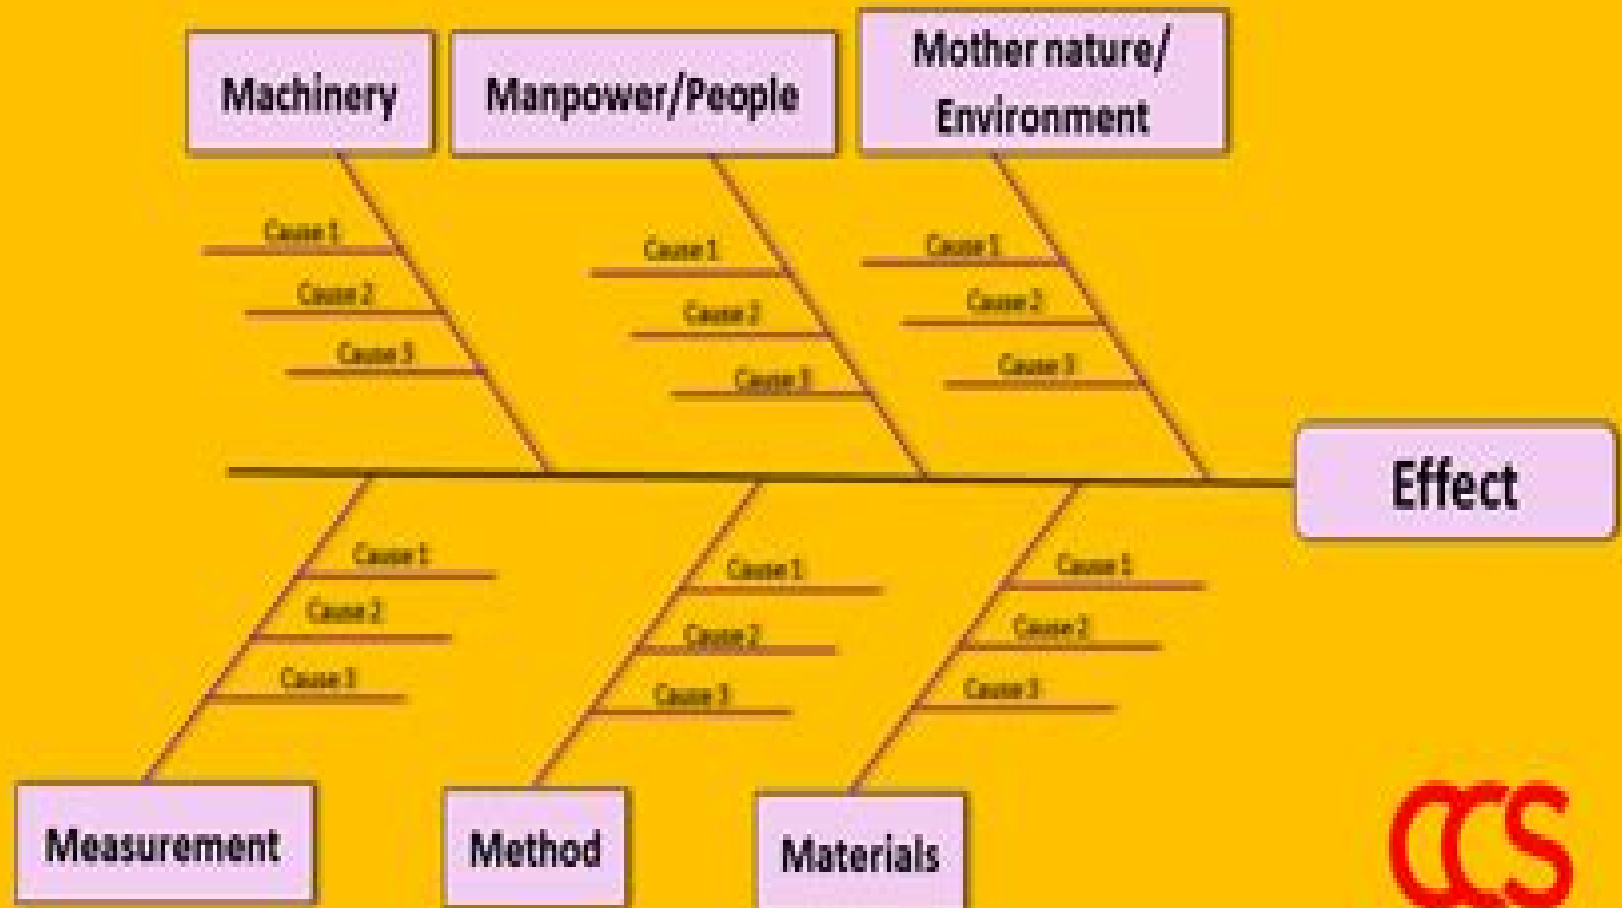 Machinery
Manpower/People
Mother nature/
Environment
Cause 1
Cause 2
Cause 3
Cause 1
Cause 2
Cause 3
Cause 1
Cause 2
Cause 3
Effect
Cause 1
Cause 2
Cause 3
Cause 1
Cause 2
Cause 3
Cause 1
Cause 2
Cause 3
Measurement
Method
Materials
CCS